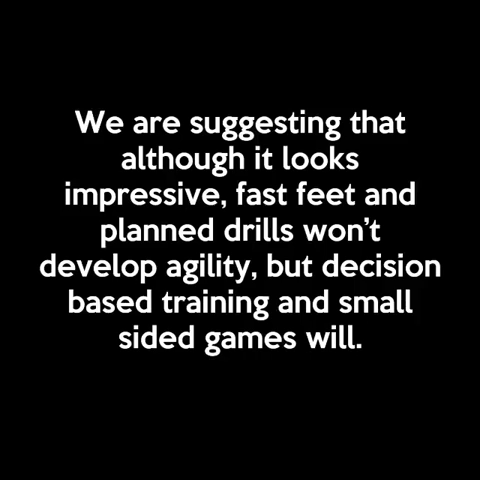 We are suggesting that
although it looks
impressive, fast feet and
planned drills won't
develop agility, but decision
based training and small
sided games will.